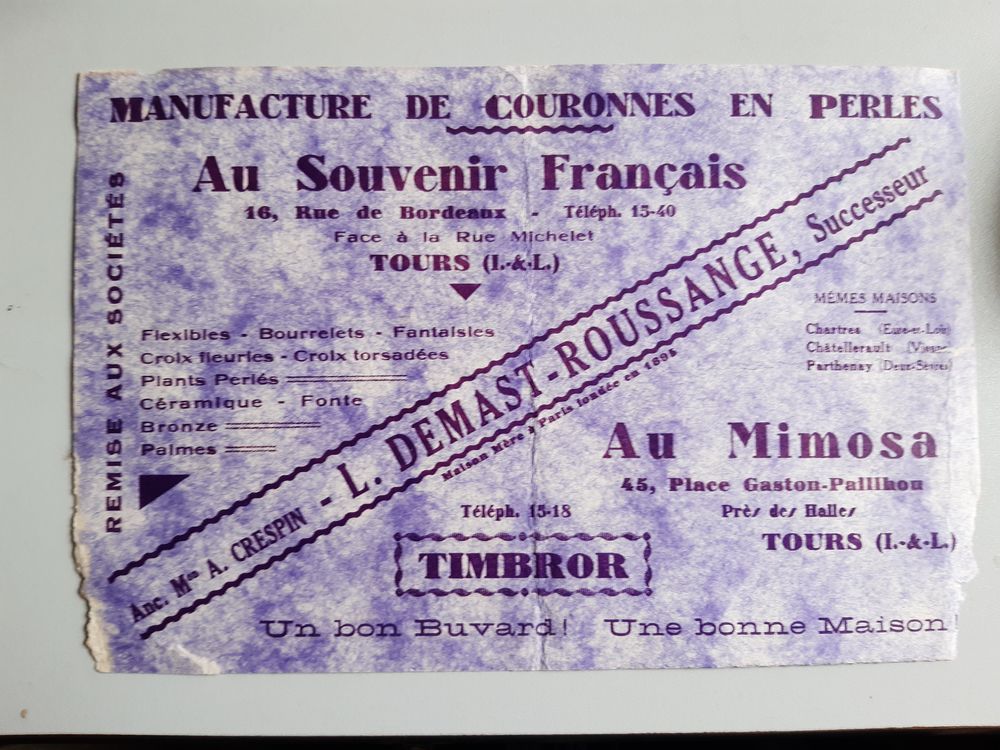 MANUFACTURE DE COURONNES EN PERLES
Au Souvenir Français
16, Rue de Bordeaux - Téléph. 15-40
Face à la Rue Michelet
TOURS (I.-&-L.)
REMISE AUX SOCIÉTÉS
Flexibles - Bourrelets - Fantaisies
Croix fleuries - Croix torsadées
Plants Perlés
Céramique - Fonte
Bronze
Palmes
Anc. Mon A. CRESPIN - L. DEMAST-ROUSSANGE, Successeur
Maison Mère à Paris fondée en 1895
MÊMES MAISONS
Chartres (Eure-et-Loir)
Châtellerault (Vienne)
Parthenay (Deux-Sèvres)
Au Mimosa
45, Place Gaston-Pailhou
Téléph. 15-18
Près des Halles
TOURS (I.-&-L.)
TIMBROR
Un bon Buvard! Une bonne Maison!